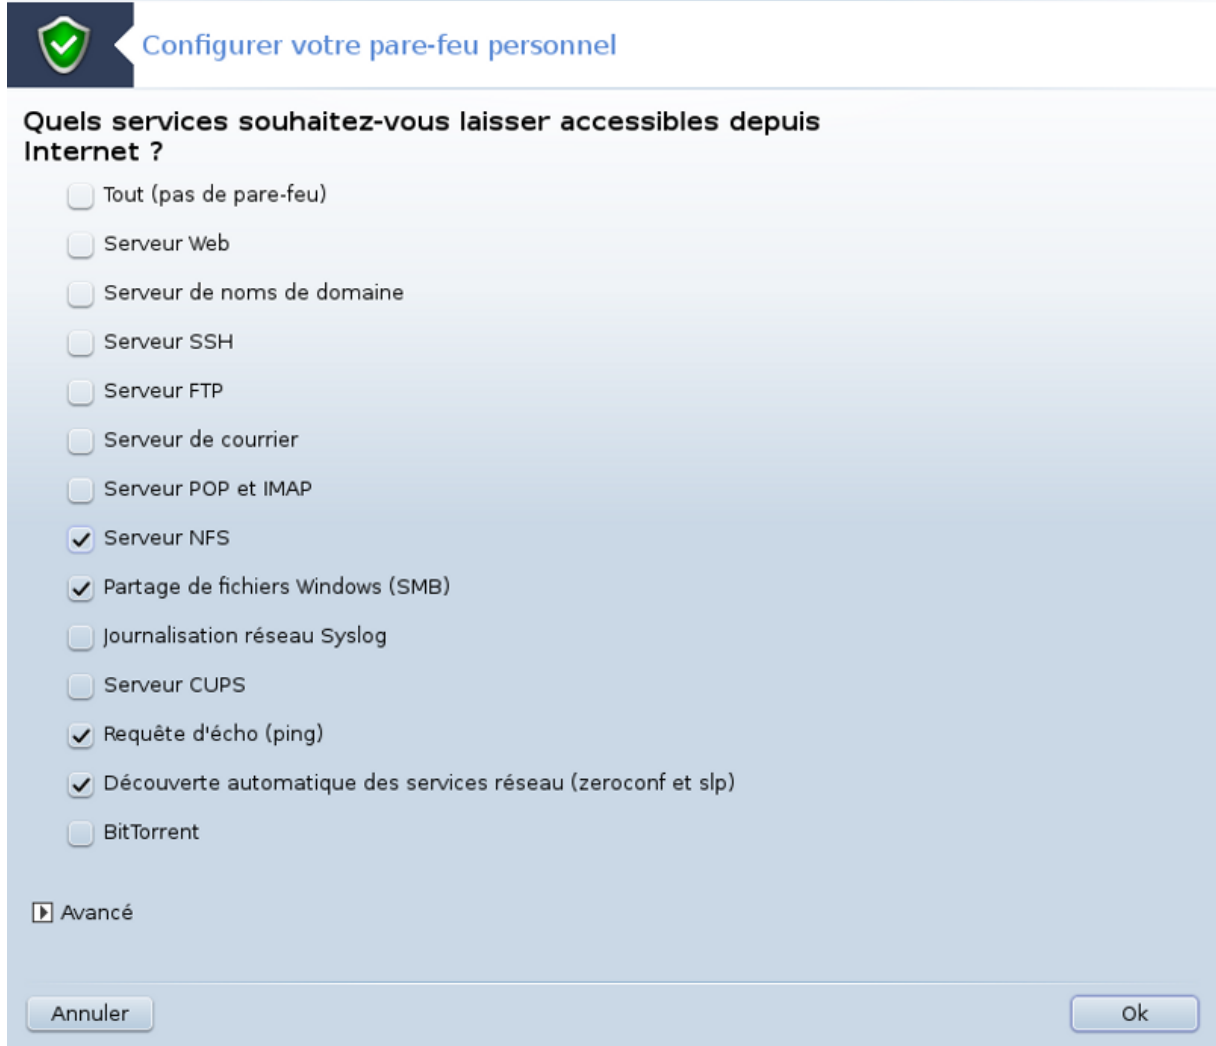 Configurer votre pare-feu personnel
Quels services souhaitez-vous laisser accessibles depuis
Internet ?
Tout (pas de pare-feu)
Serveur Web
Serveur de noms de domaine
Serveur SSH
Serveur FTP
Serveur de courrier
Serveur POP et IMAP
Serveur NFS
Partage de fichiers Windows (SMB)
Journalisation réseau Syslog
Serveur CUPS
Requête d'écho (ping)
Découverte automatique des services réseau (zeroconf et slp)
BitTorrent
Avancé
Annuler
Ok